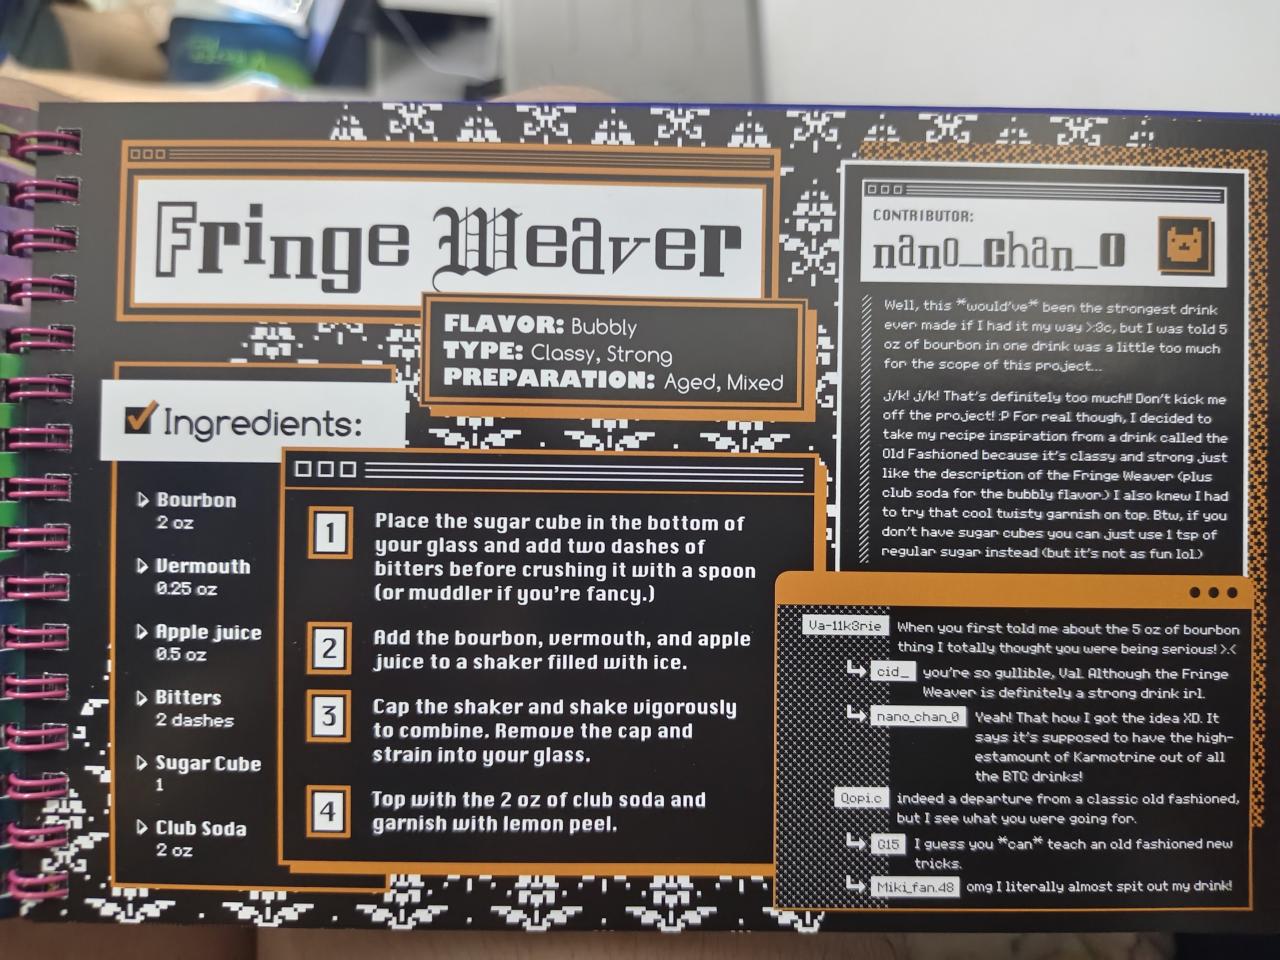 Fringe Weaver
FLAVOR: Bubbly
TYPE: Classy, Strong
PREPARATION: Aged, Mixed
Ingredients:
Bourbon
2 oz
Vermouth
0.25 oz
Apple juice
0.5 oz
Bitters
2 dashes
Sugar Cube
1
Club Soda
2 oz
1
Place the sugar cube in the bottom of
your glass and add two dashes of
bitters before crushing it with a spoon
(or muddler if you're fancy.)
2
Add the bourbon, vermouth, and apple
juice to a shaker filled with ice.
3
Cap the shaker and shake vigorously
to combine. Remove the cap and
strain into your glass.
4
Top with the 2 oz of club soda and
garnish with lemon peel.
CONTRIBUTOR:
nano_chan_0
Well, this *would've* been the strongest drink
ever made if I had it my way >:3c, but I was told 5
oz of bourbon in one drink was a little too much
for the scope of this project...
j/k! j/k! That's definitely too much!! Don't kick me
off the project! :P For real though, I decided to
take my recipe inspiration from a drink called the
Old Fashioned because it's classy and strong just
like the description of the Fringe Weaver (plus
club soda for the bubbly flavor.) I also knew I had
to try that cool twisty garnish on top. Btw, if you
don't have sugar cubes you can just use 1 tsp of
regular sugar instead (but it's not as fun lol.)
Va-11k3rie When you first told me about the 5 oz of bourbon
thing I totally thought you were being serious! >.<
cid_ you're so gullible, Val. Although the Fringe
Weaver is definitely a strong drink irl.
nano_chan_0 Yeah! That how I got the idea XD. It
says it's supposed to have the high-
estamount of Karmotrine out of all
the BTC drinks!
Qopi.c indeed a departure from a classic old fashioned,
but I see what you were going for.
G15 I guess you *can* teach an old fashioned new
tricks.
Miki_fan.48 omg I literally almost spit out my drink!